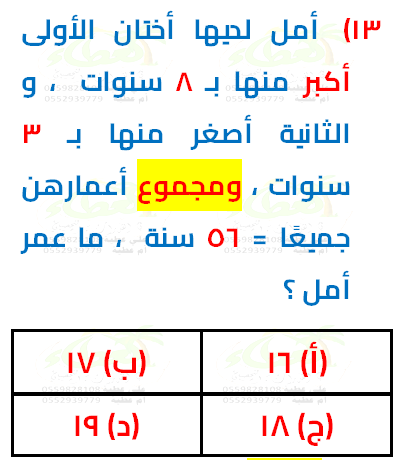 ١٣) أمل لديها أختان الأولى
أكبر منها بـ ٨ سنوات ، و
الثانية أصغر منها بـ ٣
سنوات ، ومجموع أعمارهن
جميعًا = ٥٦ سنة ، ما عمر
أمل ؟
(أ) ١٦ (ب) ١٧
(ج) ١٨ (د) ١٩